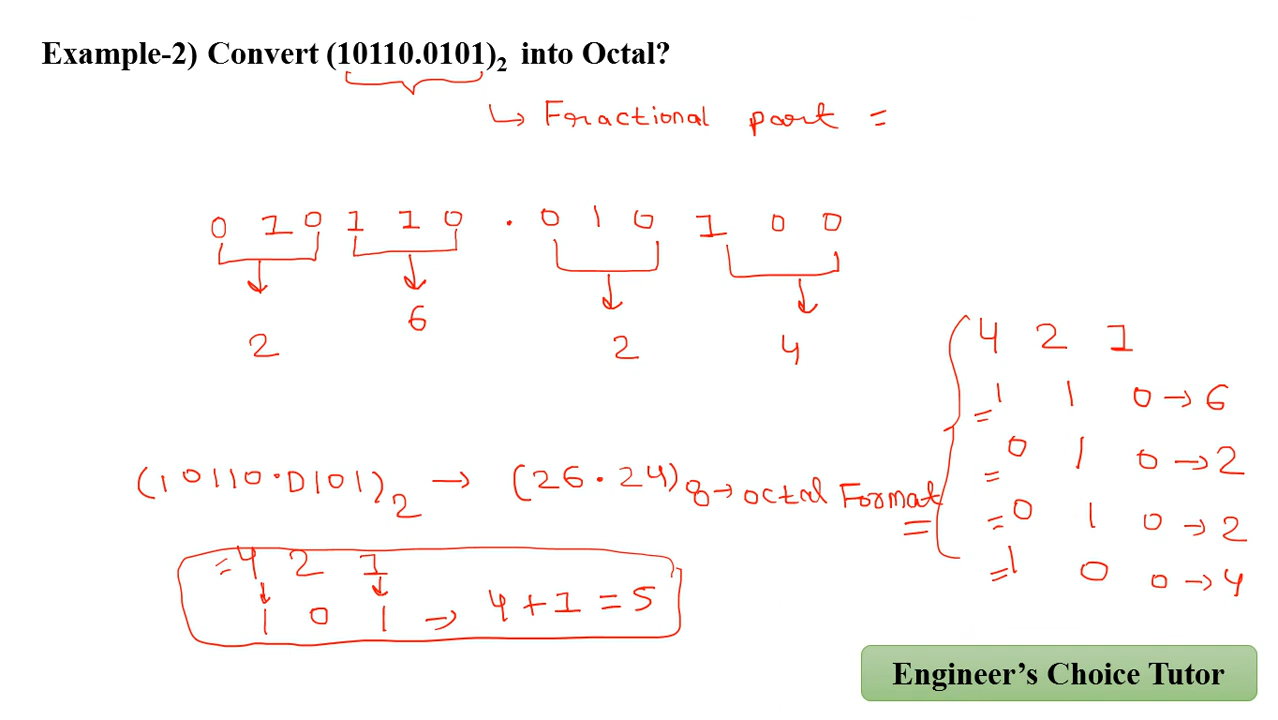 Example-2) Convert (10110.0101)2 into Octal?
↳ Fractional part =
0 1 0 1 1 0 . 0 1 0 1 0 0
2 6 2 4
4 2 1
= 1 1 0 → 6
= 0 1 0 → 2
= 0 1 0 → 2
= 1 0 0 → 4
(10110.0101)2 → (26.24)8 → octal Format =
= 4 2 1
1 0 1 → 4+1 = 5
Engineer's Choice Tutor